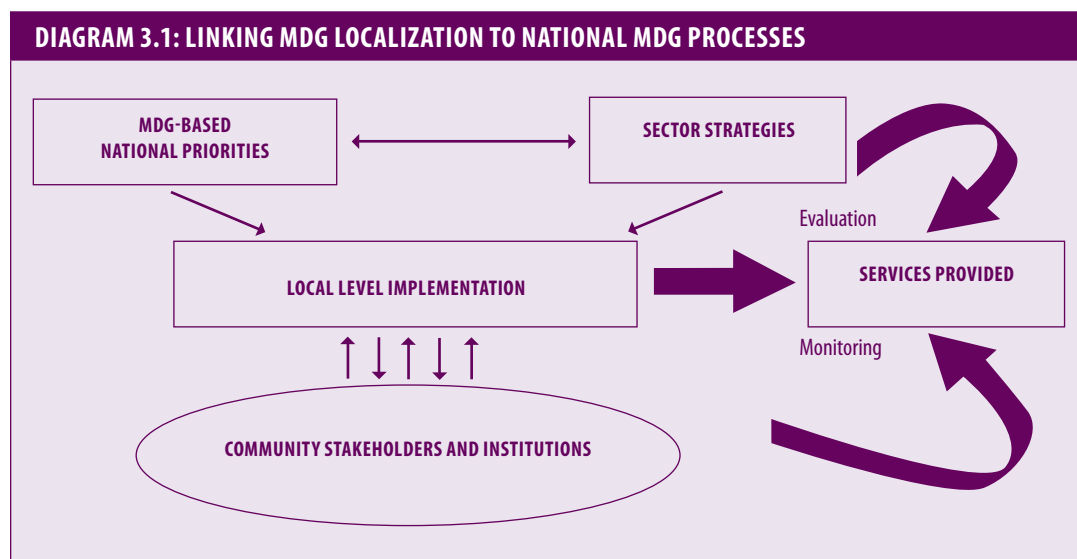 DIAGRAM 3.1: LINKING MDG LOCALIZATION TO NATIONAL MDG PROCESSES
MDG-BASED
NATIONAL PRIORITIES
SECTOR STRATEGIES
Evaluation
LOCAL LEVEL IMPLEMENTATION
SERVICES PROVIDED
Monitoring
COMMUNITY STAKEHOLDERS AND INSTITUTIONS